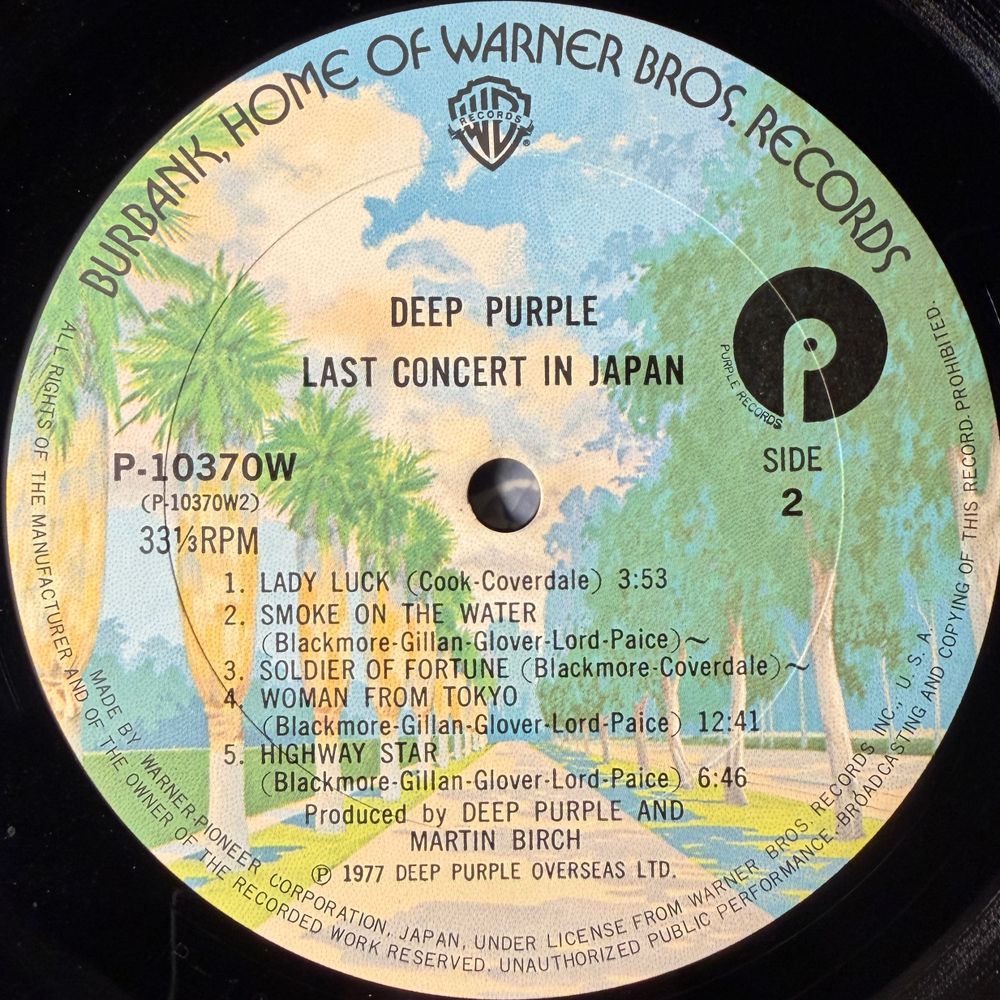 BURBANK, HOME OF WARNER BROS. RECORDS
W
RECORDS
®
DEEP PURPLE
LAST CONCERT IN JAPAN
PURPLE RECORDS
P-10370W
(P-10370W2)
33⅓RPM
SIDE
2
1. LADY LUCK (Cook-Coverdale) 3:53
2. SMOKE ON THE WATER
(Blackmore-Gillan-Glover-Lord-Paice)~
3. SOLDIER OF FORTUNE (Blackmore-Coverdale)~
4. WOMAN FROM TOKYO
(Blackmore-Gillan-Glover-Lord-Paice) 12:41
5. HIGHWAY STAR
(Blackmore-Gillan-Glover-Lord-Paice) 6:46
Produced by DEEP PURPLE AND
MARTIN BIRCH
Ⓟ 1977 DEEP PURPLE OVERSEAS LTD.
MADE BY WARNER-PIONEER CORPORATION, JAPAN, UNDER LICENSE FROM WARNER BROS. RECORDS INC., U. S. A.
ALL RIGHTS OF THE MANUFACTURER AND OF THE OWNER OF THE RECORDED WORK RESERVED. UNAUTHORIZED PUBLIC PERFORMANCE, BROADCASTING AND COPYING OF THIS RECORD PROHIBITED.